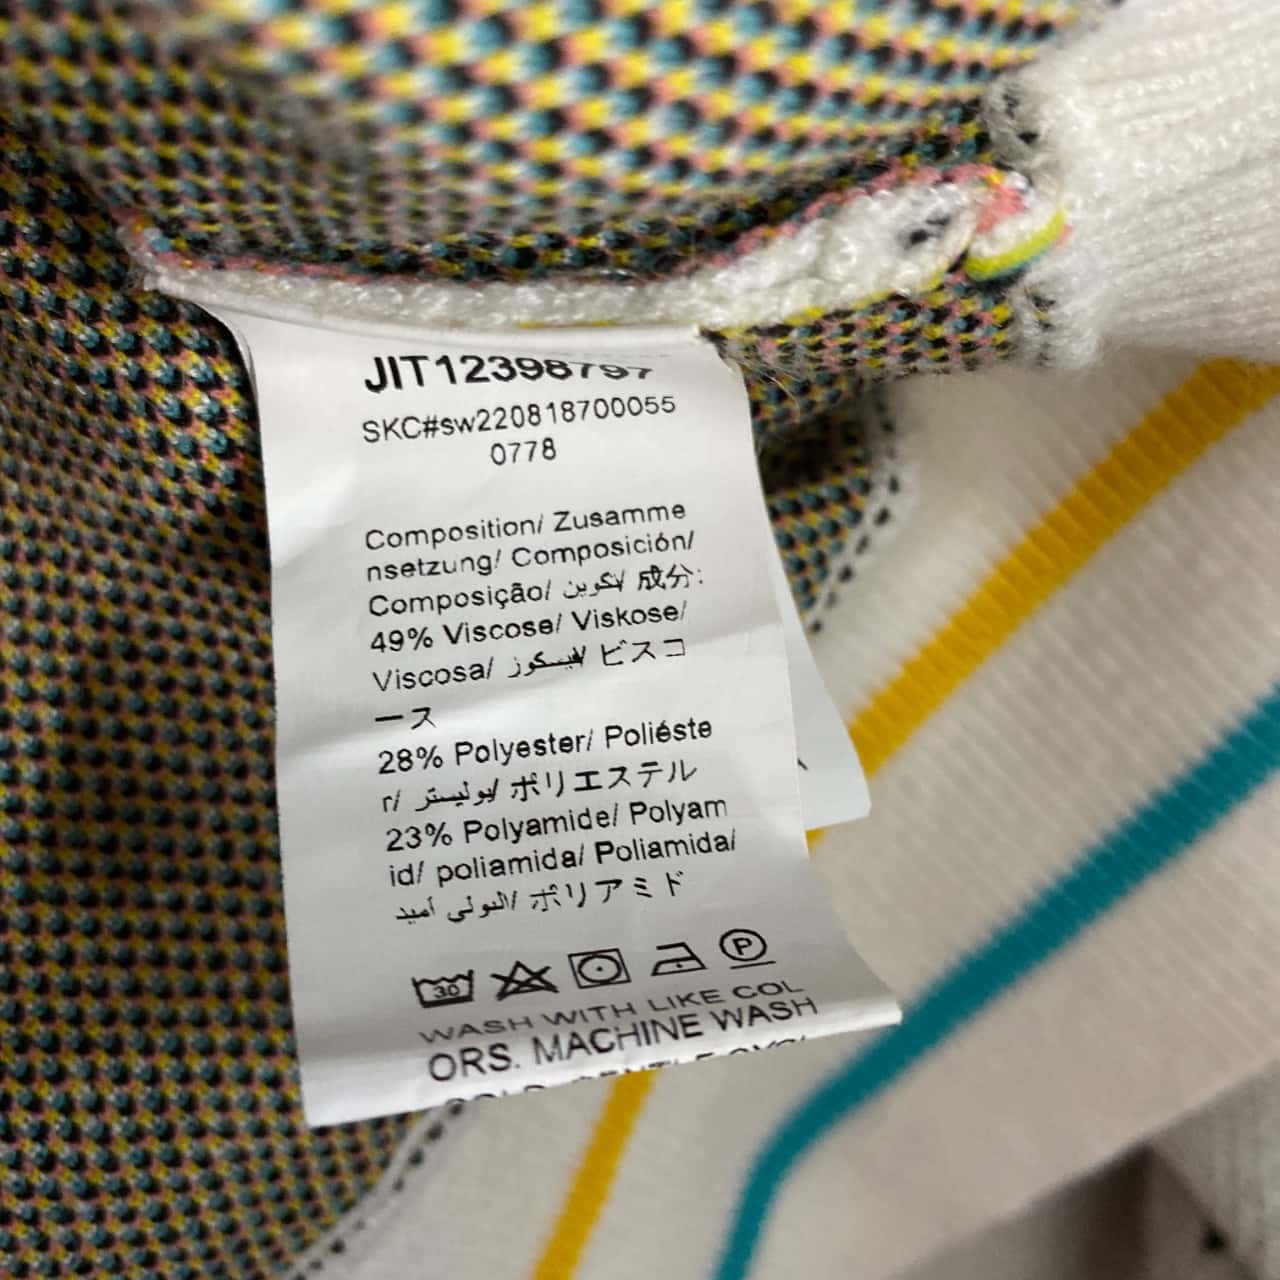 JIT12398797
SKC#sw220818700055
0778
Composition/ Zusamme
nsetzung/ Composición/
Composição/ تكوين/ 成分:
49% Viscose/ Viskose/
Viscosa/ فيسكوز/ ビスコ
ース
28% Polyester/ Poliéste
r/ بوليستر/ ポリエステル
23% Polyamide/ Polyam
id/ poliamida/ Poliamida/
البولي أميد/ ポリアミド
30
P
WASH WITH LIKE COL
ORS. MACHINE WASH